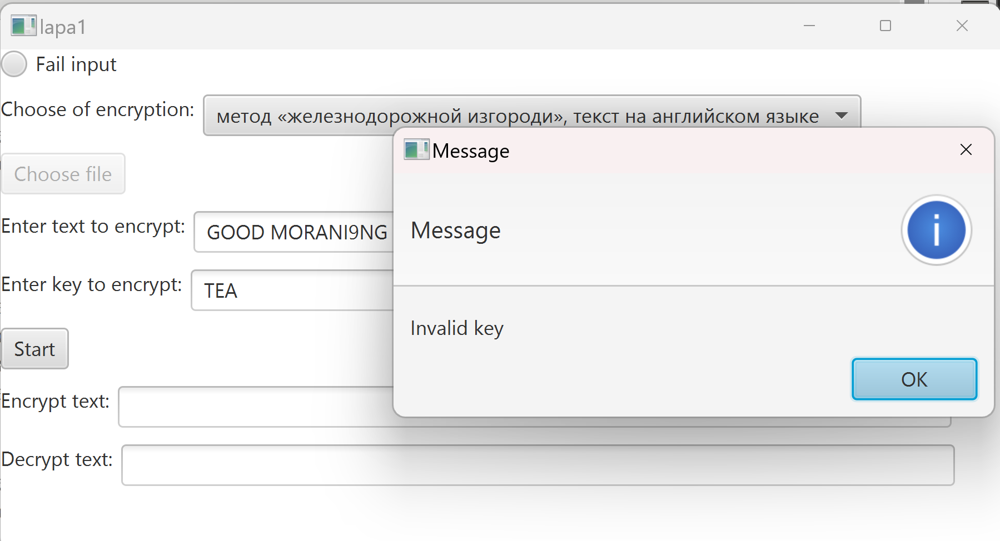 lapa1
Fail input
Choose of encryption:
метод «железнодорожной изгороди», текст на английском языке
Choose file
Enter text to encrypt:
GOOD MORANI9NG
Enter key to encrypt:
TEA
Start
Encrypt text:
Decrypt text:
Message
Message
Invalid key
OK